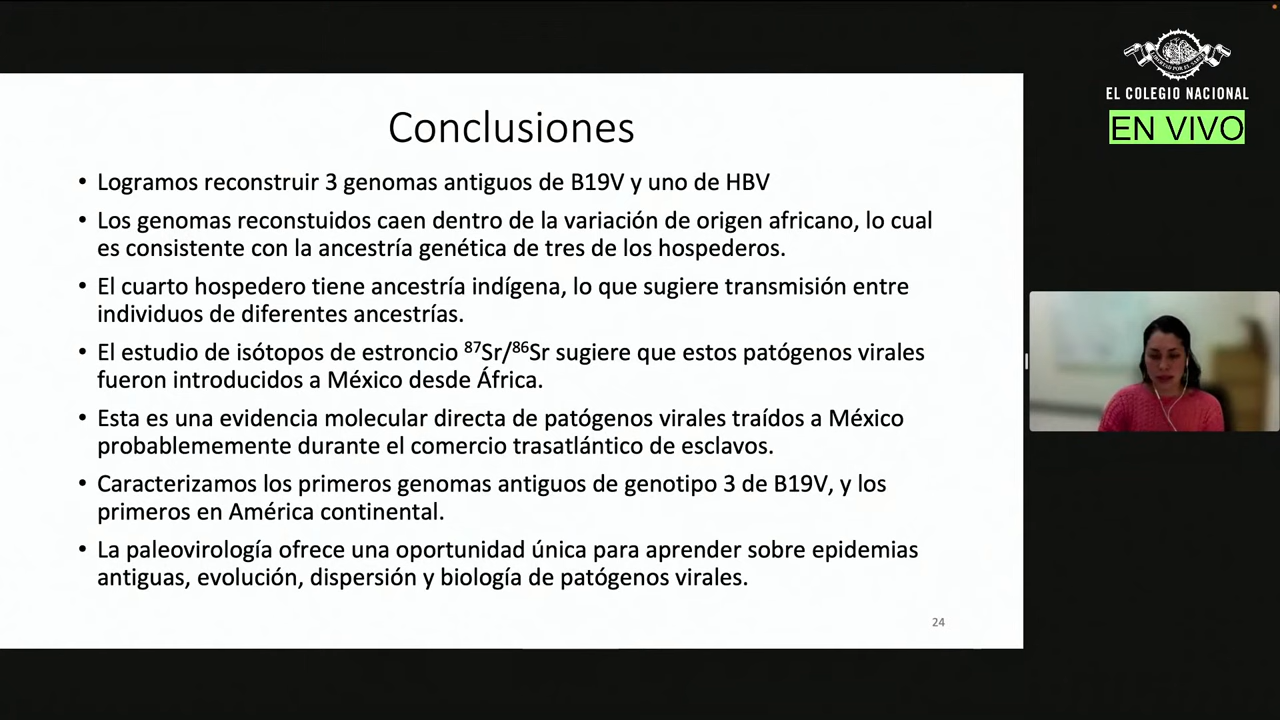 EL COLEGIO NACIONAL
EN VIVO
Conclusiones
• Logramos reconstruir 3 genomas antiguos de B19V y uno de HBV
• Los genomas reconstuidos caen dentro de la variación de origen africano, lo cual
es consistente con la ancestría genética de tres de los hospederos.
• El cuarto hospedero tiene ancestría indígena, lo que sugiere transmisión entre
individuos de diferentes ancestrías.
• El estudio de isótopos de estroncio ⁸⁷Sr/⁸⁶Sr sugiere que estos patógenos virales
fueron introducidos a México desde África.
• Esta es una evidencia molecular directa de patógenos virales traídos a México
probablememente durante el comercio trasatlántico de esclavos.
• Caracterizamos los primeros genomas antiguos de genotipo 3 de B19V, y los
primeros en América continental.
• La paleovirología ofrece una oportunidad única para aprender sobre epidemias
antiguas, evolución, dispersión y biología de patógenos virales.
24